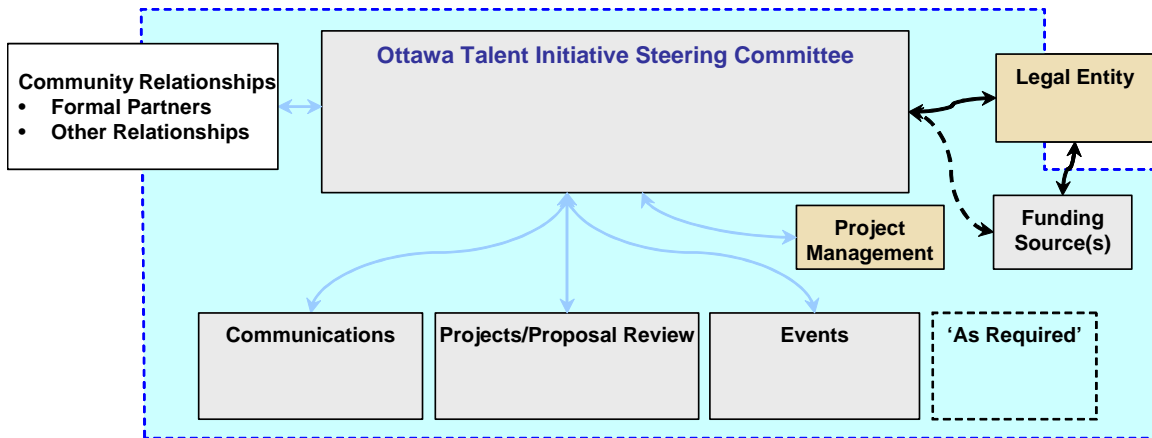 Ottawa Talent Initiative Steering Committee
Community Relationships
• Formal Partners
• Other Relationships
Legal Entity
Project
Management
Funding
Source(s)
Communications
Projects/Proposal Review
Events
‘As Required’